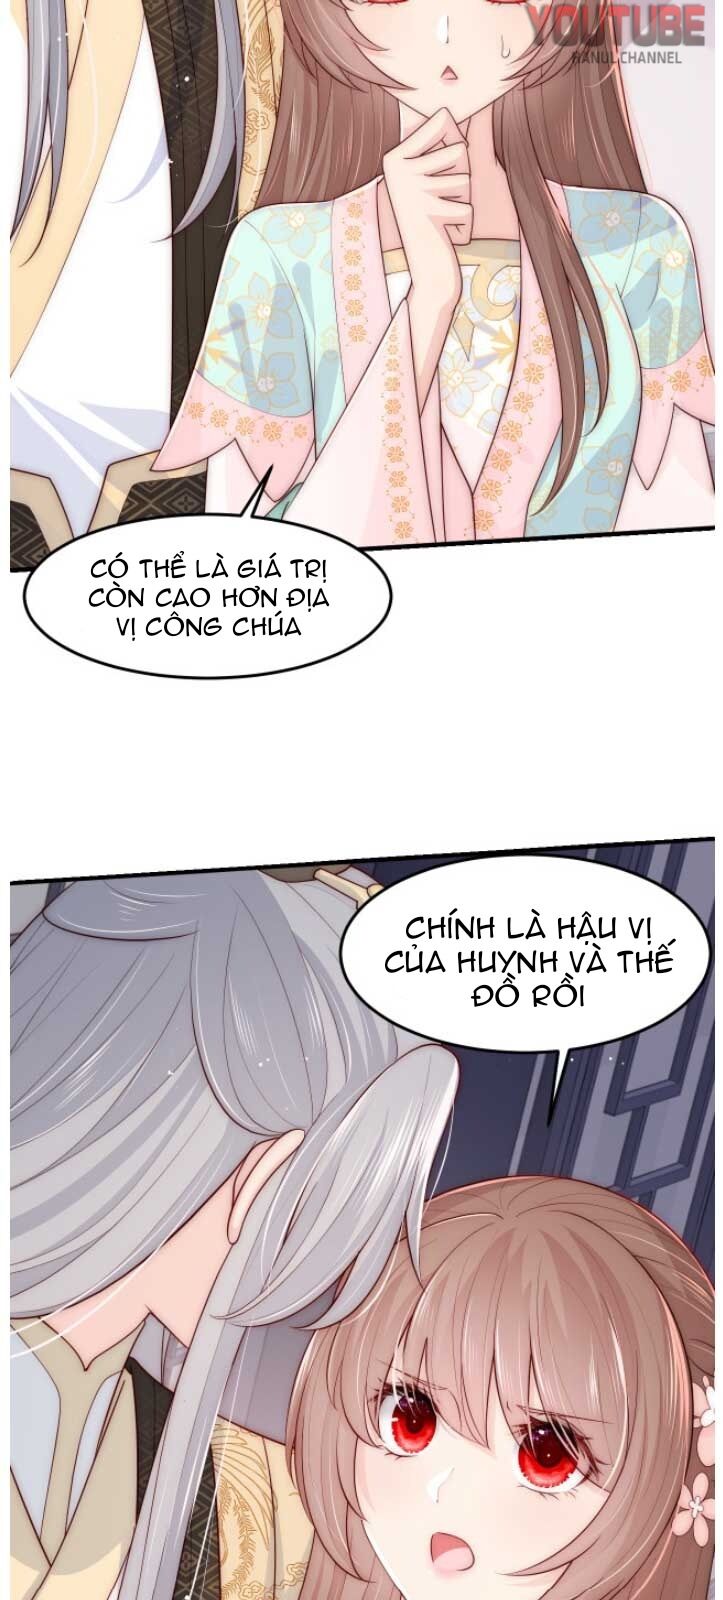 YOUTUBE
RANUL CHANNEL
CÓ THỂ LÀ GIÁ TRỊ
CÒN CAO HƠN ĐỊA
VỊ CÔNG CHÚA
CHÍNH LÀ HẬU VỊ
CỦA HUYNH VÀ THẾ
ĐỒ RỒI